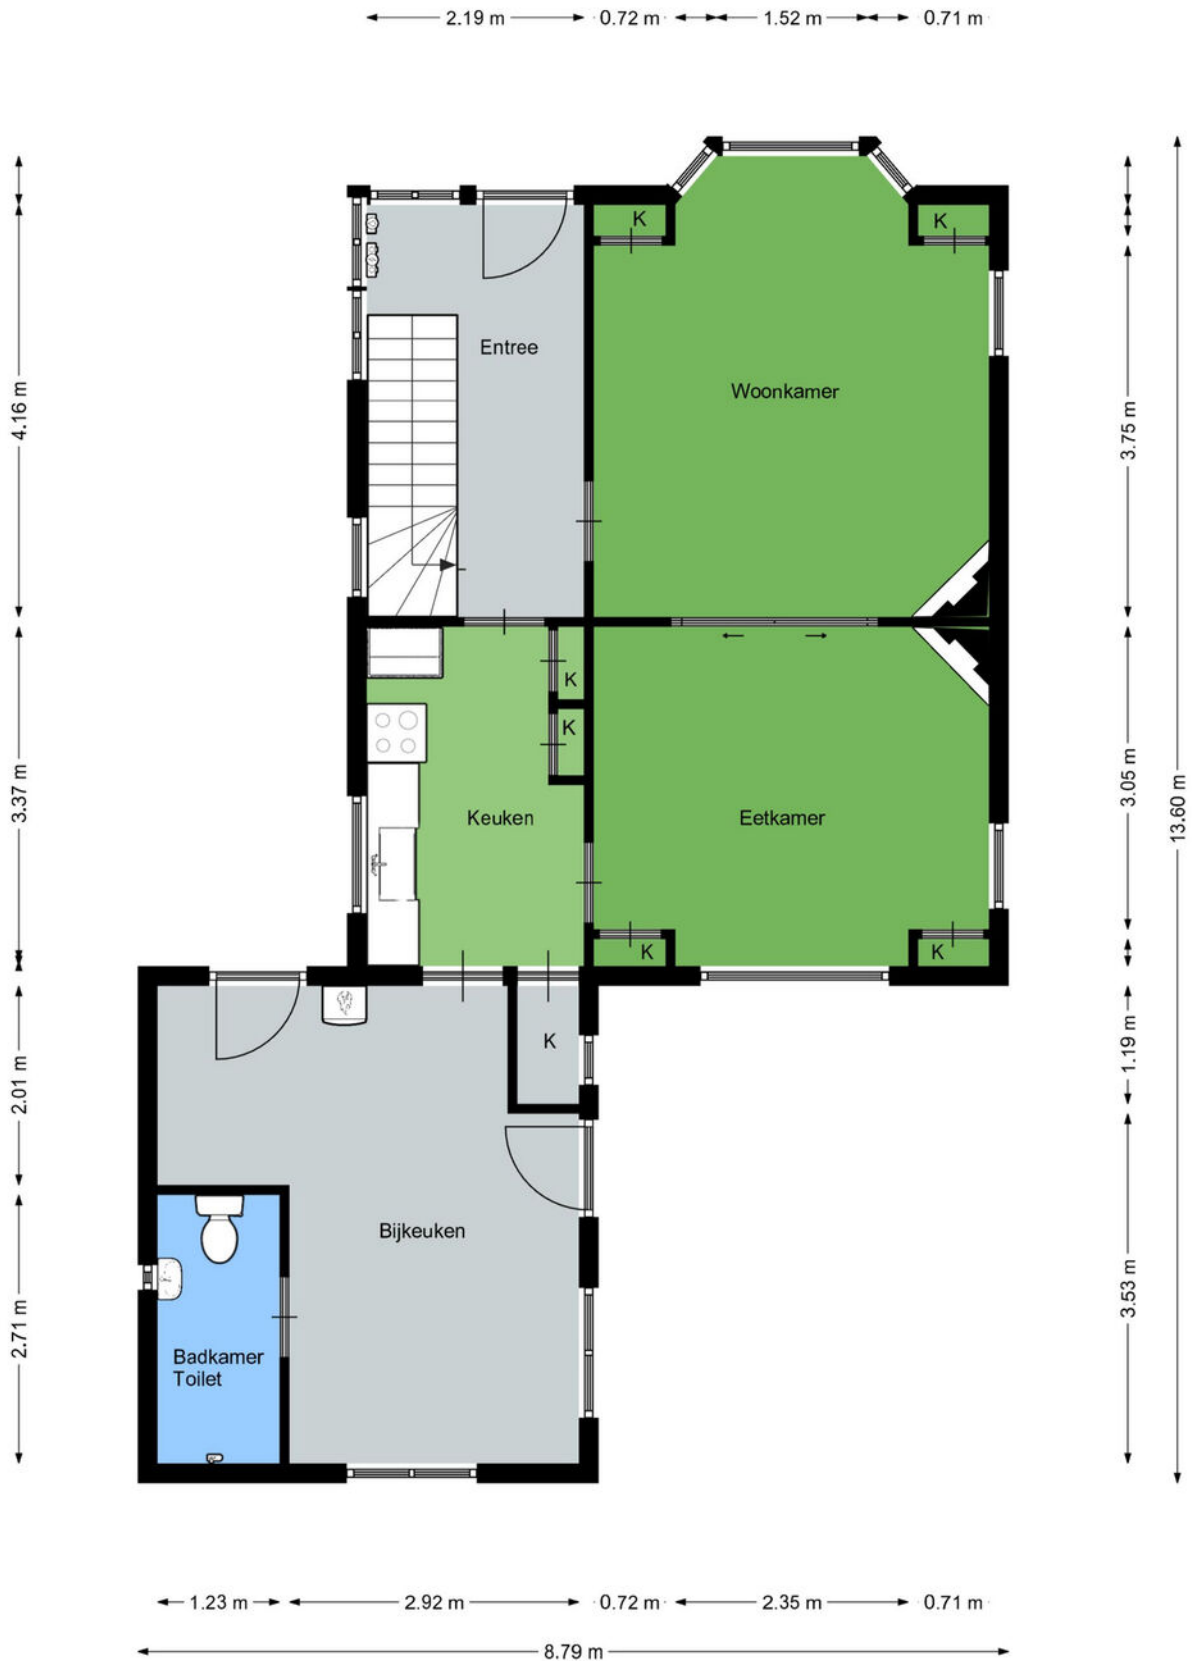 2.19 m 0.72 m 1.52 m 0.71 m
K K
Entree
Woonkamer
4.16 m
3.75 m
K
K
Keuken
Eetkamer
3.37 m
3.05 m
13.60 m
K K
K
2.01 m
1.19 m
Bijkeuken
Badkamer
Toilet
2.71 m
3.53 m
1.23 m 2.92 m 0.72 m 2.35 m 0.71 m
8.79 m